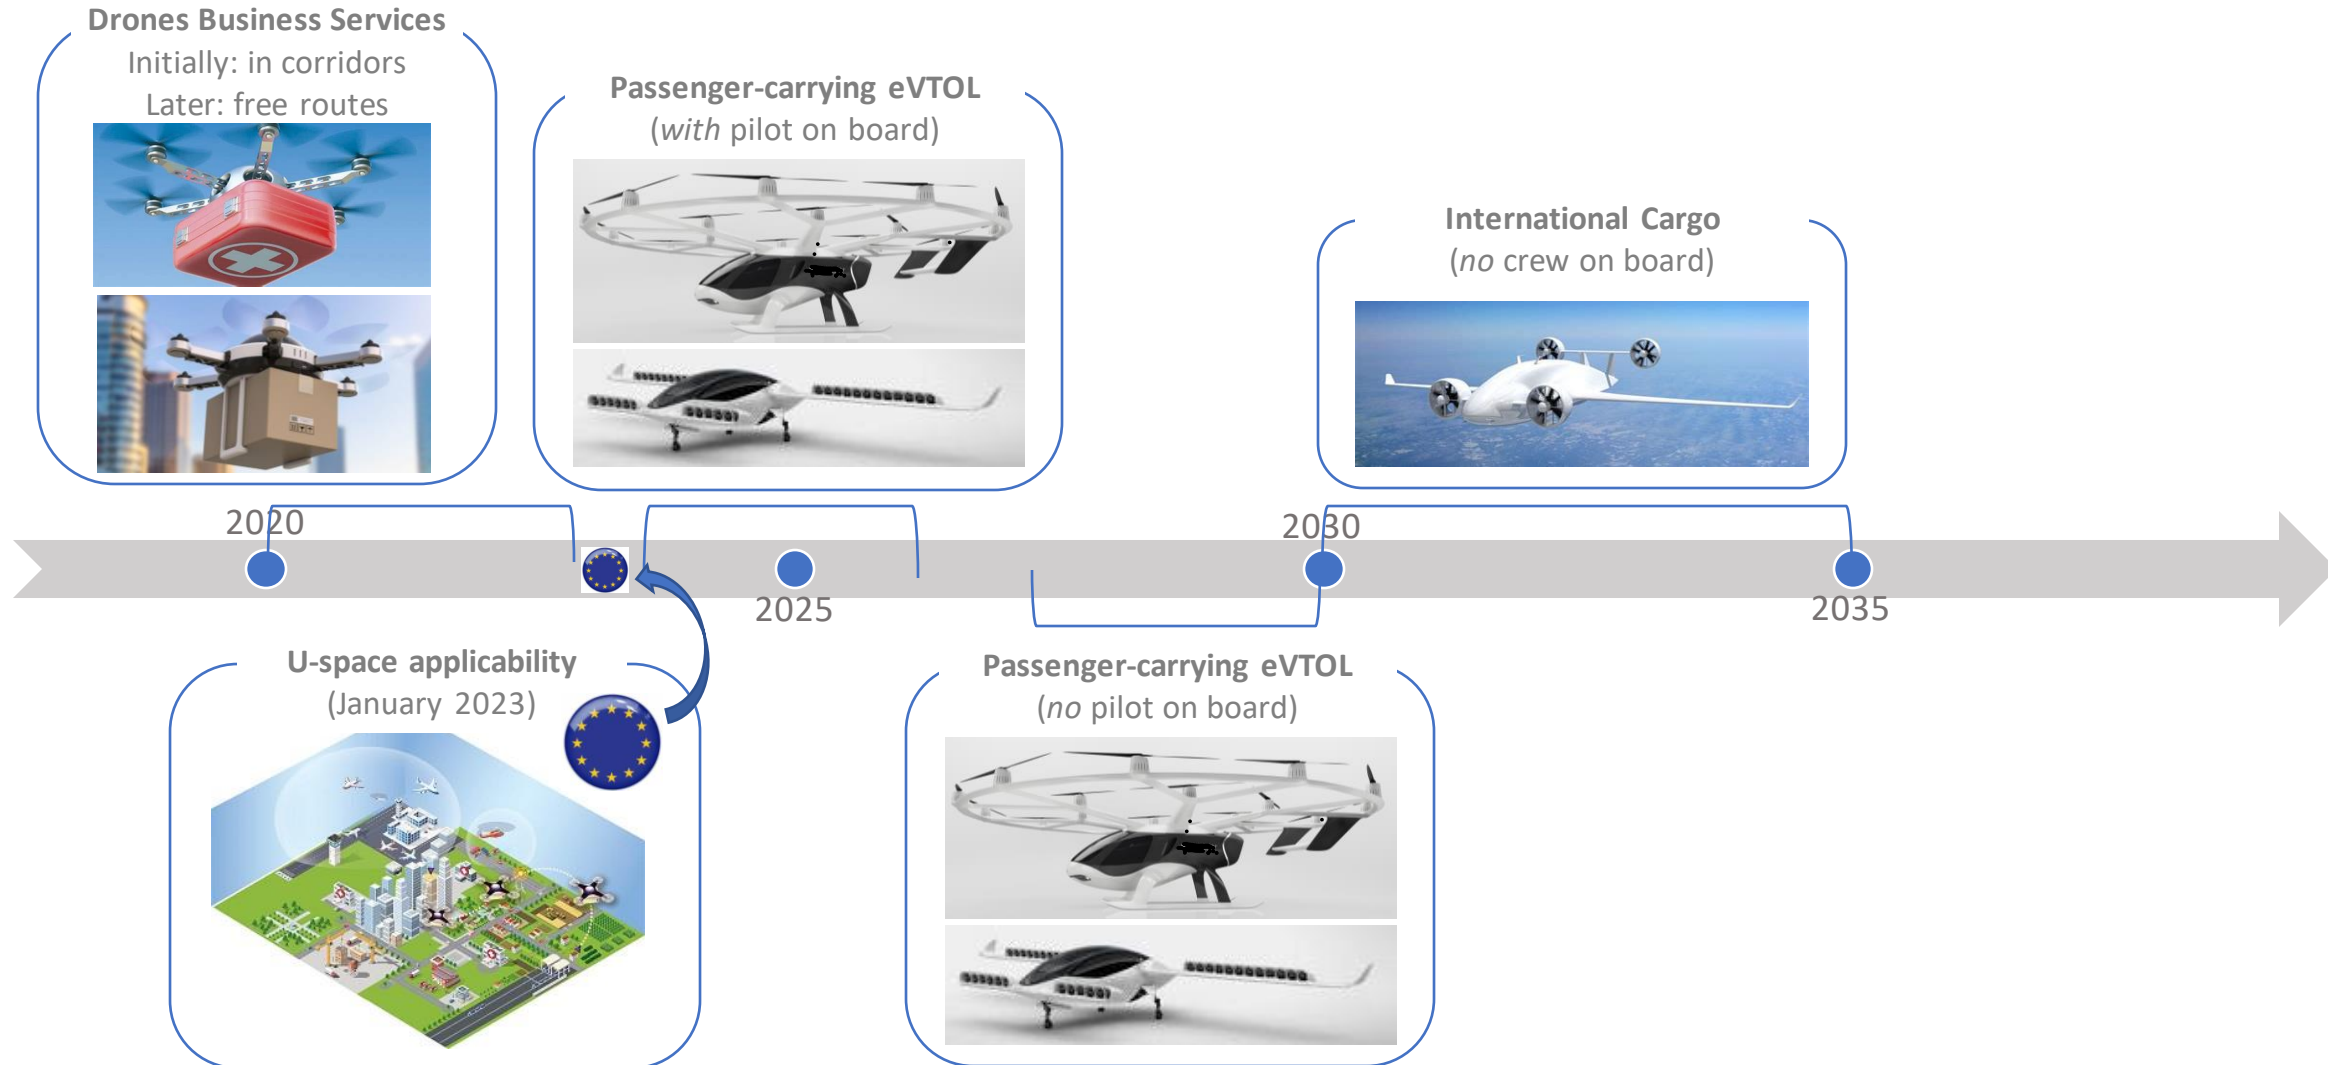 Drones Business Services
Initially: in corridors
Later: free routes
Passenger-carrying eVTOL
(with pilot on board)
International Cargo
(no crew on board)
2020
2030
2025
2035
U-space applicability
(January 2023)
Passenger-carrying eVTOL
(no pilot on board)